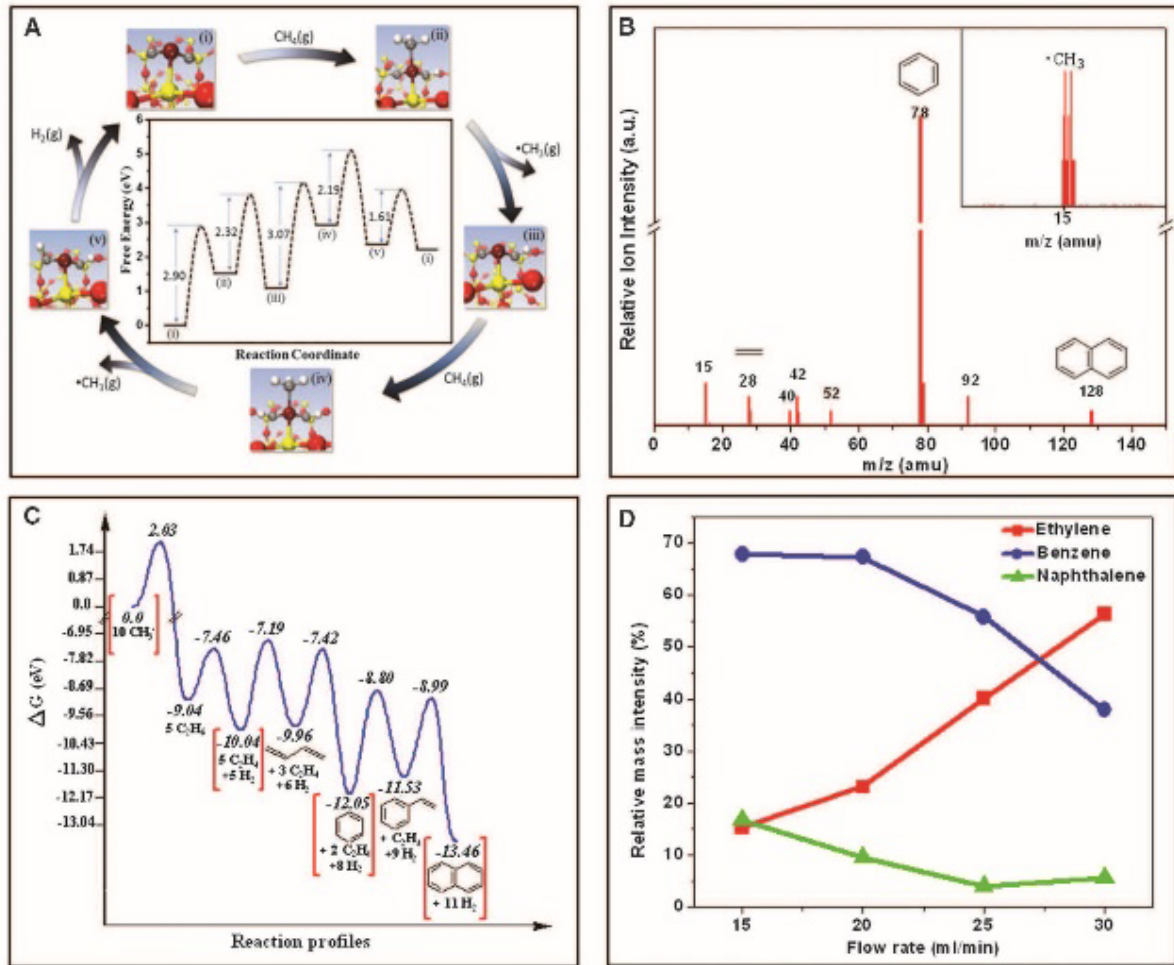 A
(i)
CH4(g)
(ii)
H2(g)
•CH3(g)
Free Energy (eV)
6
5
4
3
2
1
0
2.90
2.32
3.07
2.19
1.61
(i)
(ii)
(iii)
(iv)
(v)
(i)
Reaction Coordinate
(v)
(iii)
•CH3(g)
(iv)
CH4(g)
B
Relative Ion Intensity (a.u.)
78
•CH3
15
m/z (amu)
15
28
40
42
52
92
128
0 20 40 60 80 100 120 140
m/z (amu)
C
ΔG (eV)
1.74
0.87
0.0
-6.95
-7.82
-8.69
-9.56
-10.43
-11.30
-12.17
-13.04
2.03
0.0
10 CH3·
-9.04
5 C2H6
-7.46
-10.04
5 C2H4
+5 H2
-7.19
-9.96
+ 3 C2H4
+6 H2
-7.42
-12.05
+ 2 C2H4
+8 H2
-8.80
-11.53
+ C2H4
+9 H2
-8.99
-13.46
+ 11 H2
Reaction profiles
D
Ethylene
Benzene
Naphthalene
Relative mass intensity (%)
70
60
50
40
30
20
10
0
15 20 25 30
Flow rate (ml/min)